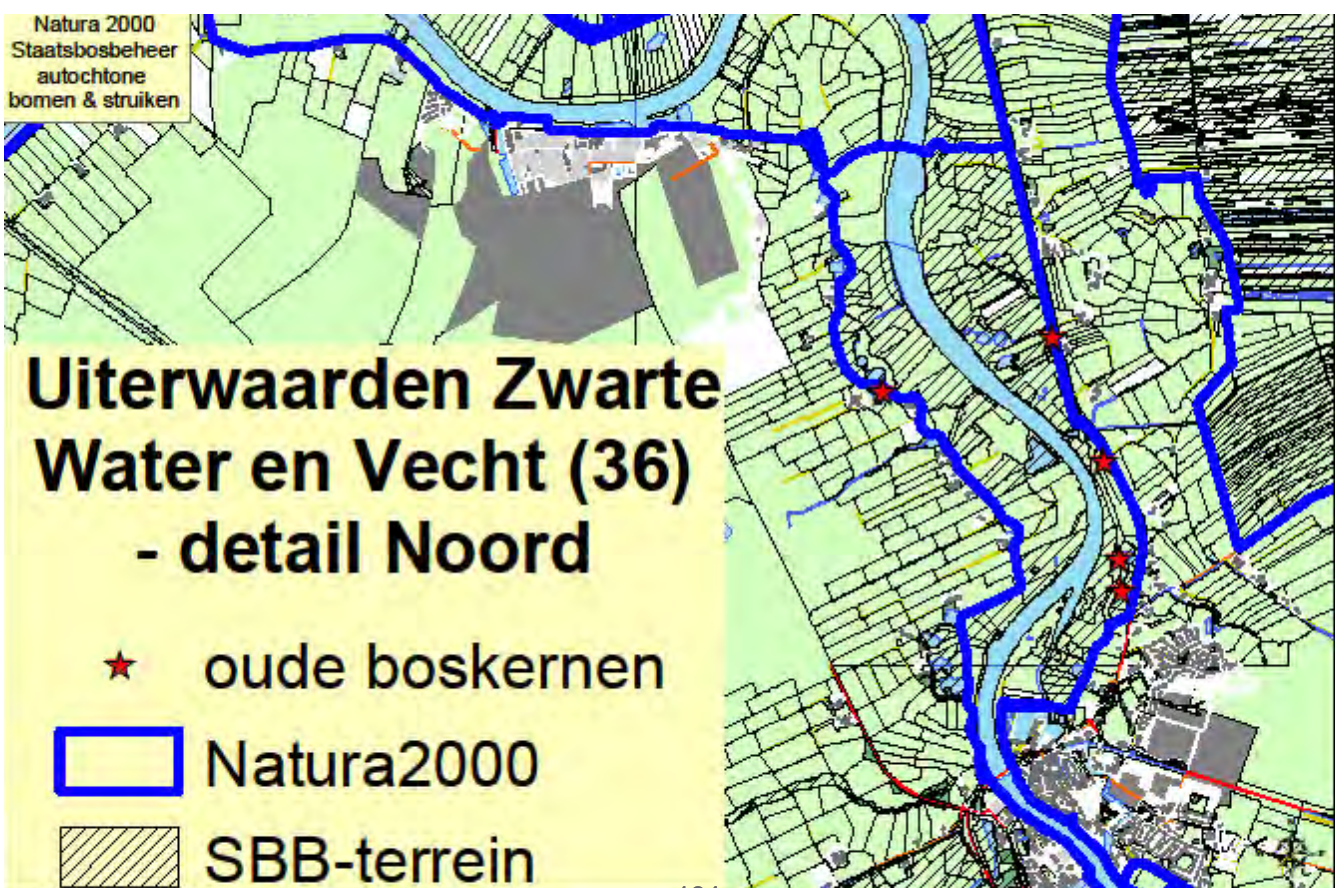 Natura 2000
Staatsbosbeheer
autochtone
bomen & struiken
Uiterwaarden Zwarte
Water en Vecht (36)
- detail Noord
oude boskernen
Natura2000
SBB-terrein